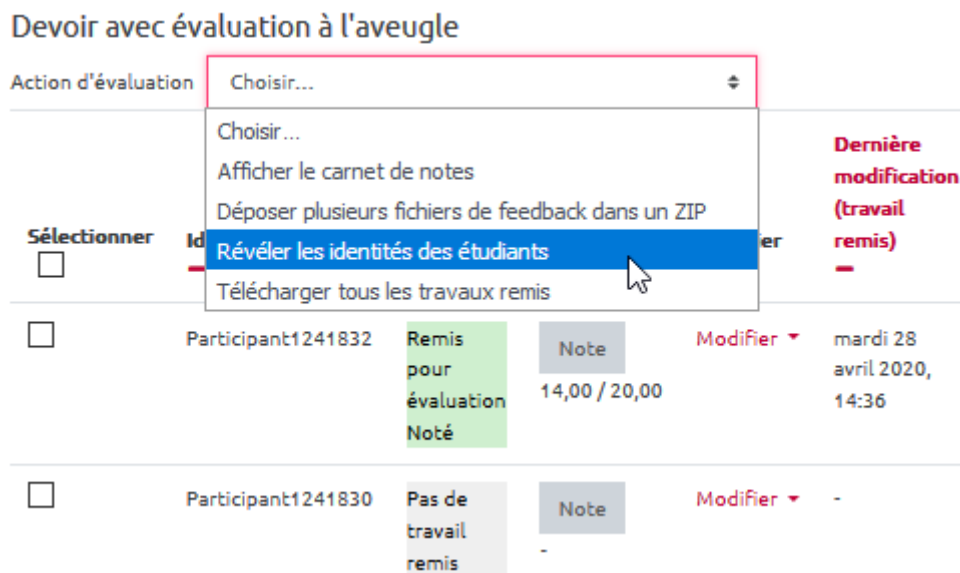 Devoir avec évaluation à l'aveugle
Action d'évaluation Choisir...
Choisir...
Afficher le carnet de notes
Déposer plusieurs fichiers de feedback dans un ZIP
Révéler les identités des étudiants
Télécharger tous les travaux remis
Sélectionner
Id
er
Dernière
modification
(travail
remis)
Participant1241832
Remis
pour
évaluation
Noté
Note
14,00 / 20,00
Modifier
mardi 28
avril 2020,
14:36
Participant1241830
Pas de
travail
remis
Note
-
Modifier
-